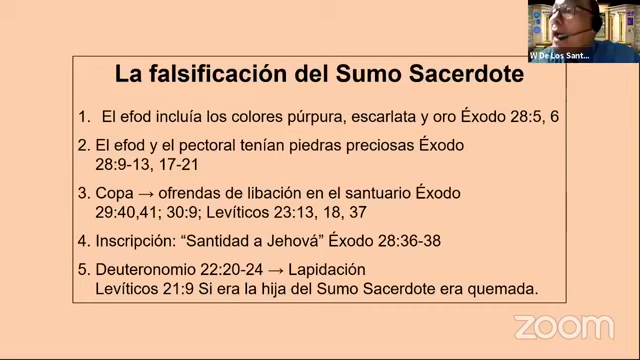 W De Los Sant...
La falsificación del Sumo Sacerdote
1. El efod incluía los colores púrpura, escarlata y oro Éxodo 28:5, 6
2. El efod y el pectoral tenían piedras preciosas Éxodo
28:9-13, 17-21
3. Copa → ofrendas de libación en el santuario Éxodo
29:40,41; 30:9; Levíticos 23:13, 18, 37
4. Inscripción: “Santidad a Jehová” Éxodo 28:36-38
5. Deuteronomio 22:20-24 → Lapidación
Levíticos 21:9 Si era la hija del Sumo Sacerdote era quemada.
zoom